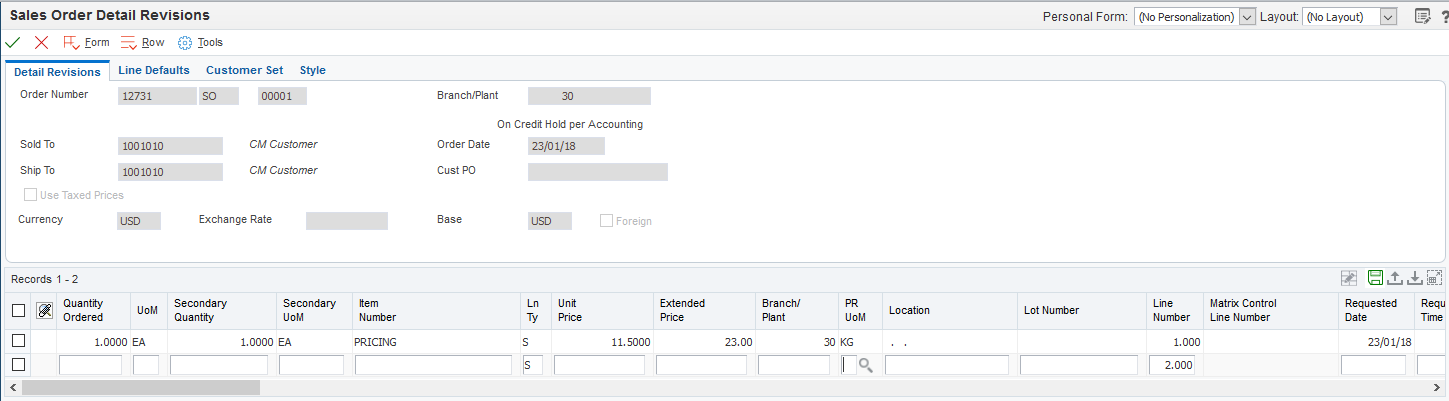 Sales Order Detail Revisions
Personal Form: (No Personalization) Layout: (No Layout)
Form Row Tools
Detail Revisions Line Defaults Customer Set Style
Order Number 12731 SO 00001 Branch/Plant 30
On Credit Hold per Accounting
Sold To 1001010 CM Customer Order Date 23/01/18
Ship To 1001010 CM Customer Cust PO
Use Taxed Prices
Currency USD Exchange Rate Base USD Foreign
Records 1 - 2
Quantity Ordered UoM Secondary Quantity Secondary UoM Item Number Ln Ty Unit Price Extended Price Branch/ Plant PR UoM Location Lot Number Line Number Matrix Control Line Number Requested Date Requ Time
1.0000 EA 1.0000 EA PRICING S 11.5000 23.00 30 KG . . 1.000 23/01/18
S 2.000